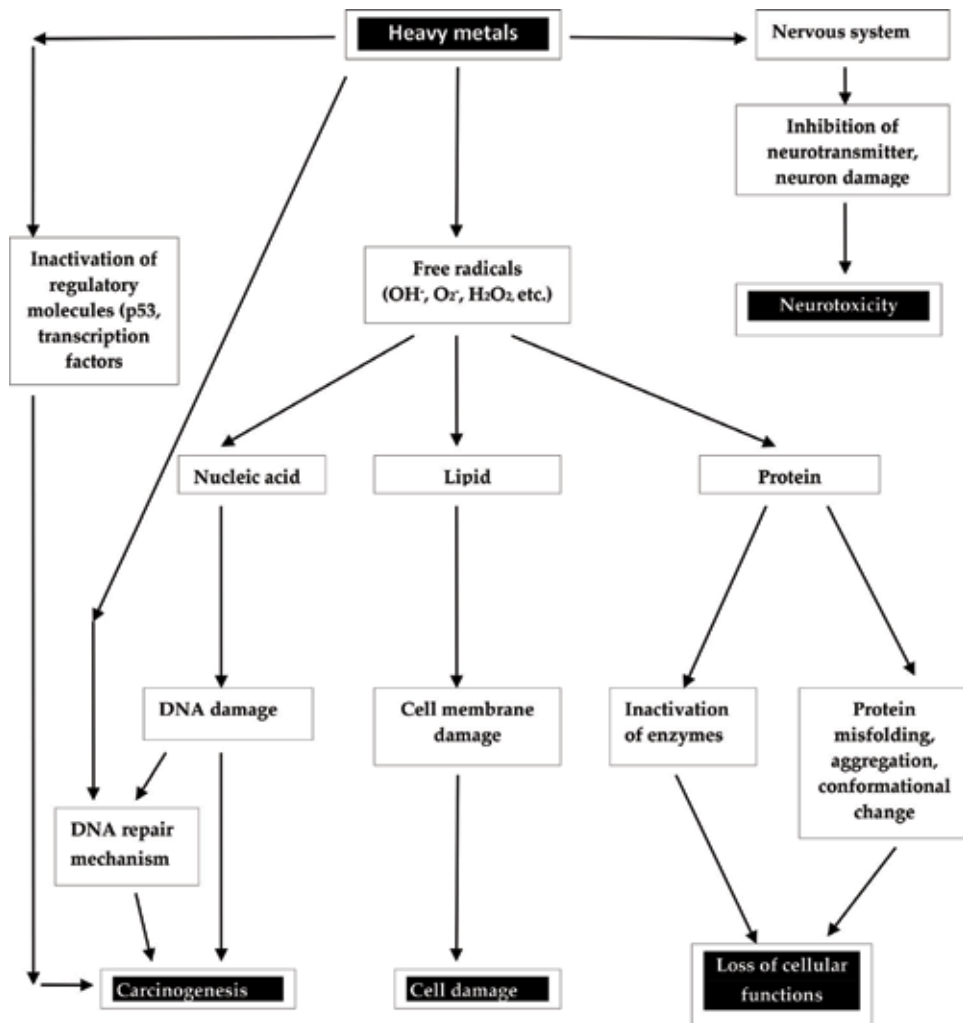 Heavy metals
Nervous system
Inhibition of
neurotransmitter,
neuron damage
Neurotoxicity
Inactivation of
regulatory
molecules (p53,
transcription
factors
Free radicals
(OH⁻, O₂⁻, H₂O₂, etc.)
Nucleic acid
Lipid
Protein
DNA damage
Cell membrane
damage
Inactivation
of enzymes
Protein
misfolding,
aggregation,
conformational
change
DNA repair
mechanism
Carcinogenesis
Cell damage
Loss of cellular
functions